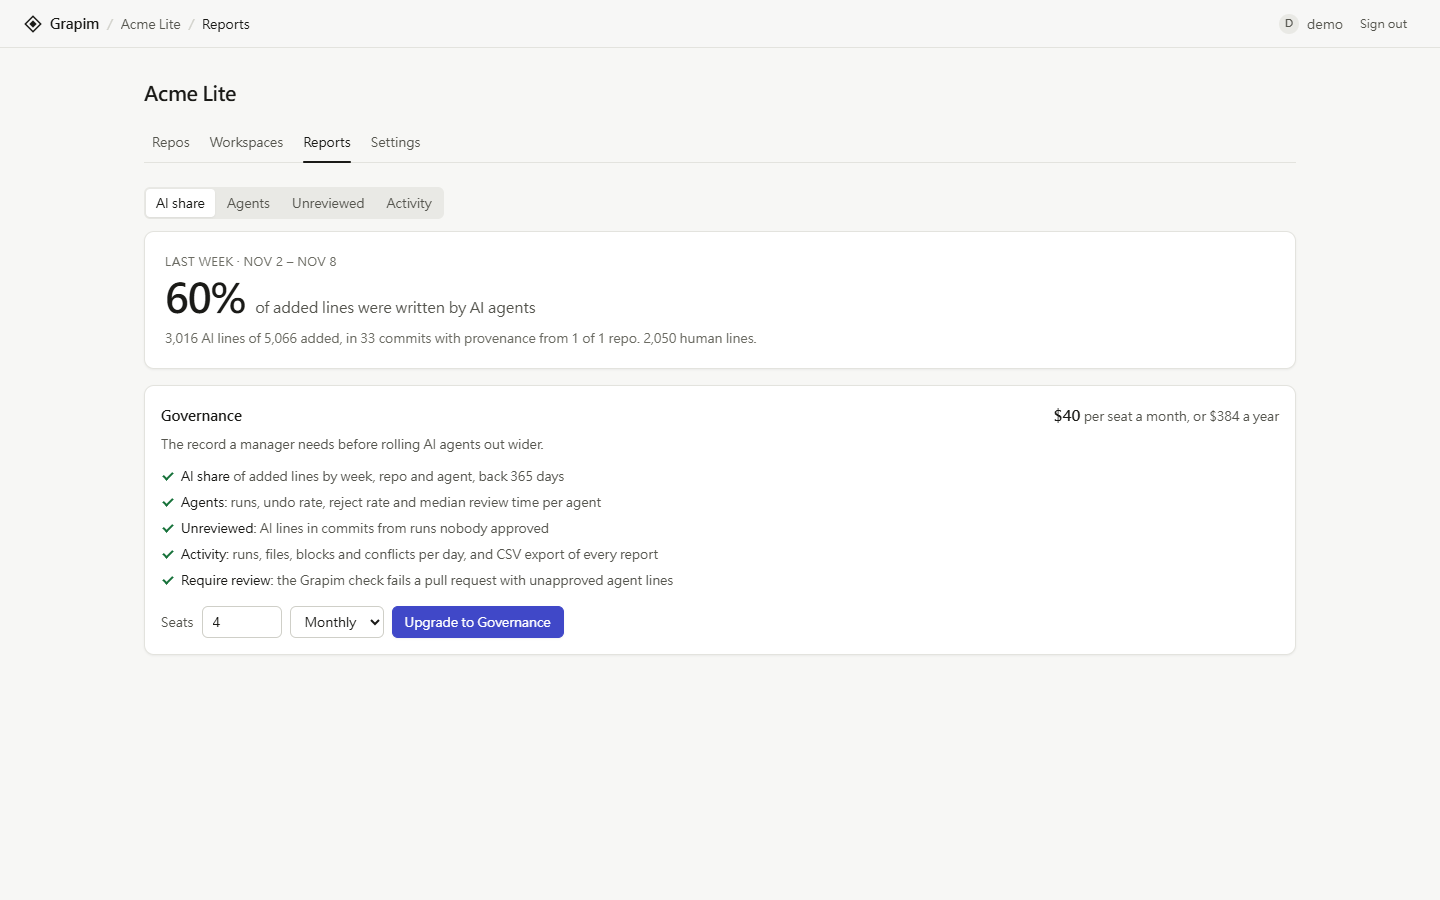 Grapim / Acme Lite / Reports
D demo Sign out
Acme Lite
Repos Workspaces Reports Settings
AI share Agents Unreviewed Activity
LAST WEEK · NOV 2 – NOV 8
60% of added lines were written by AI agents
3,016 AI lines of 5,066 added, in 33 commits with provenance from 1 of 1 repo. 2,050 human lines.
Governance
$40 per seat a month, or $384 a year
The record a manager needs before rolling AI agents out wider.
AI share of added lines by week, repo and agent, back 365 days
Agents: runs, undo rate, reject rate and median review time per agent
Unreviewed: AI lines in commits from runs nobody approved
Activity: runs, files, blocks and conflicts per day, and CSV export of every report
Require review: the Grapim check fails a pull request with unapproved agent lines
Seats 4 Monthly Upgrade to Governance